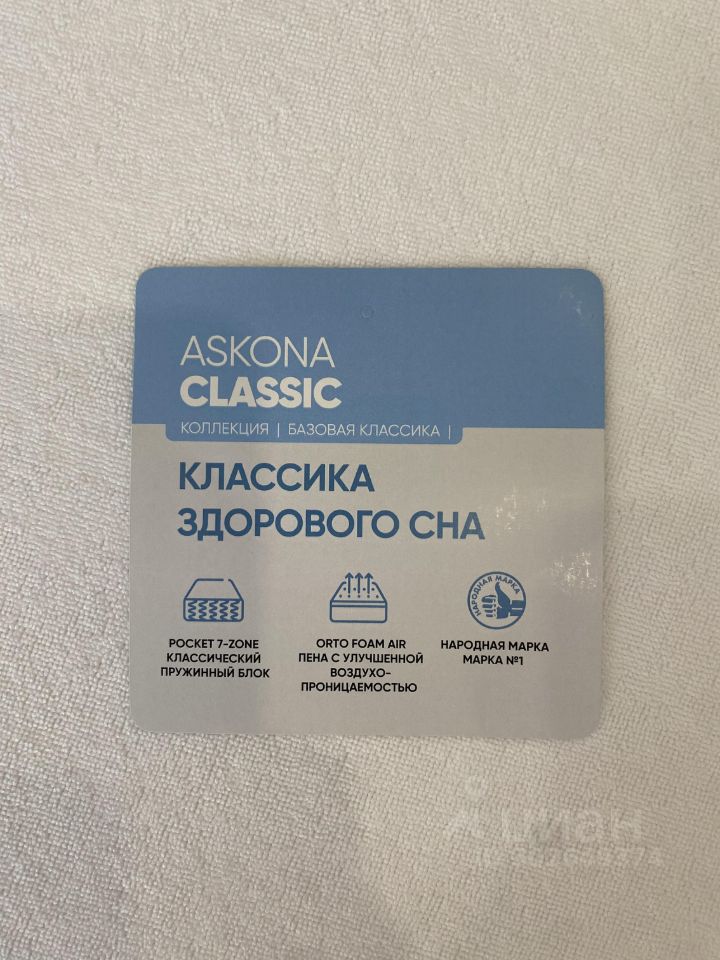 ASKONA
CLASSIC
КОЛЛЕКЦИЯ | БАЗОВАЯ КЛАССИКА |
КЛАССИКА
ЗДОРОВОГО СНА
НАРОДНАЯ МАРКА
POCKET 7-ZONE
КЛАССИЧЕСКИЙ
ПРУЖИННЫЙ БЛОК
ORTO FOAM AIR
ПЕНА С УЛУЧШЕННОЙ
ВОЗДУХО-
ПРОНИЦАЕМОСТЬЮ
НАРОДНАЯ МАРКА
МАРКА №1
циан